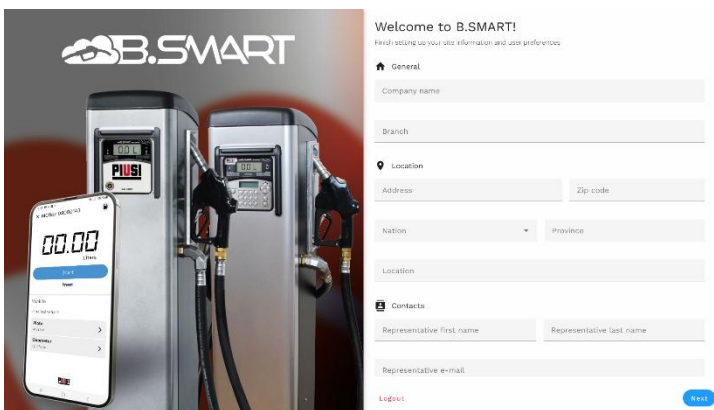 B.SMART
Welcome to B.SMART!
Finish setting up your site information and user preferences
General
Company name
Branch
Location
Address
Zip code
Nation
Province
Location
Contacts
Representative first name
Representative last name
Representative e-mail
Logout
Next
PIUSI
00.00
Start
PIUSI